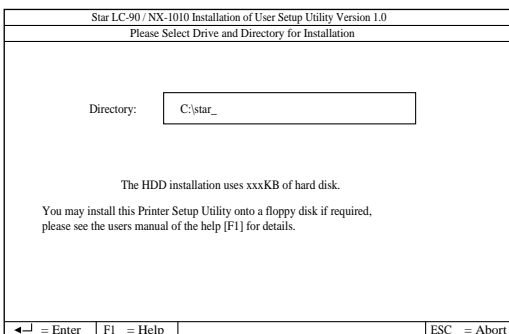 Star LC-90 / NX-1010 Installation of User Setup Utility Version 1.0
Please Select Drive and Directory for Installation
Directory: C:\star_
The HDD installation uses xxxKB of hard disk.
You may install this Printer Setup Utility onto a floppy disk if required,
please see the users manual of the help [F1] for details.
= Enter F1 = Help ESC = Abort